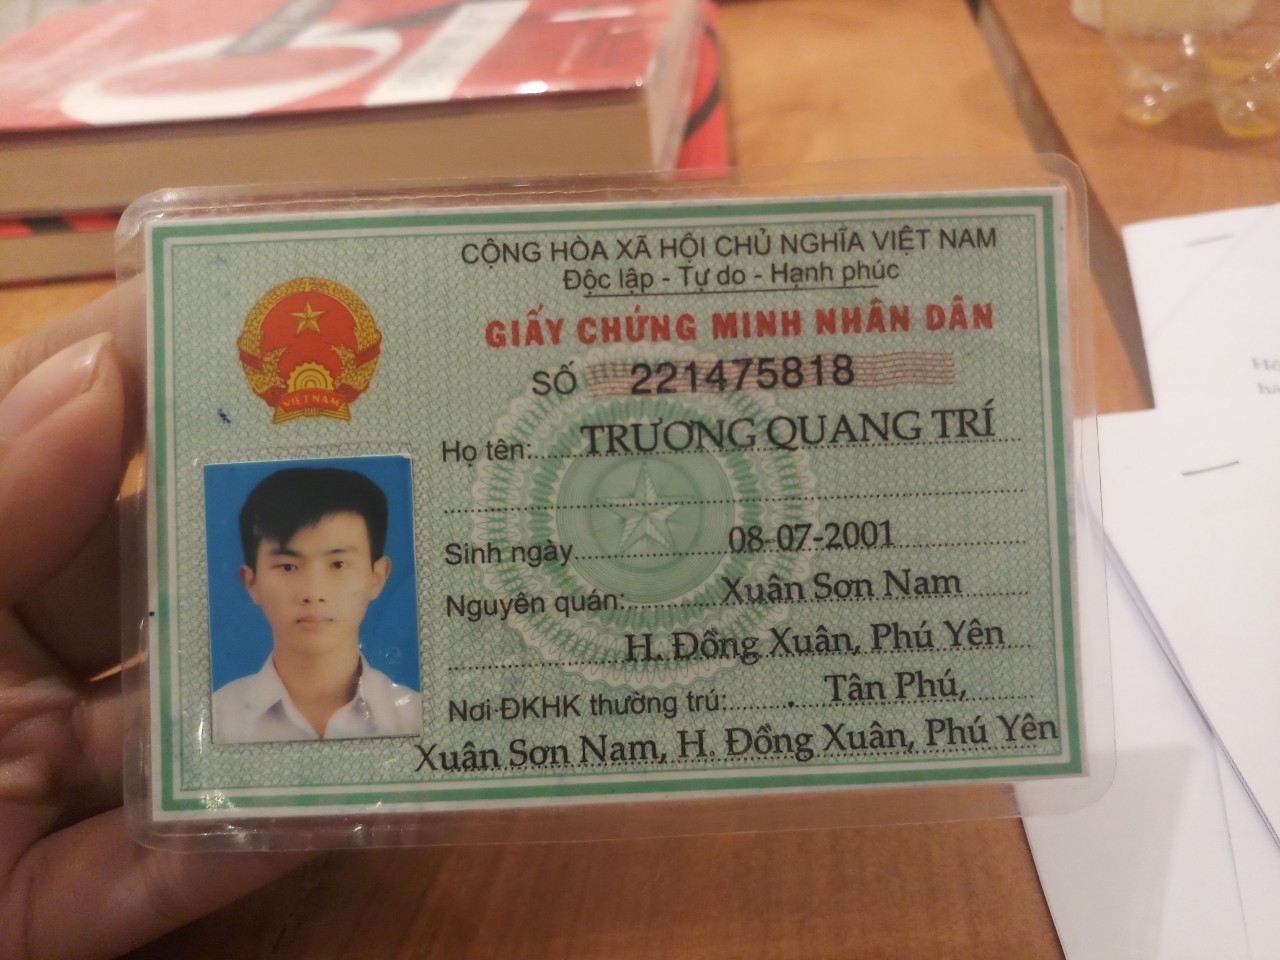 CỘNG HÒA XÃ HỘI CHỦ NGHĨA VIỆT NAM
Độc lập - Tự do - Hạnh phúc
GIẤY CHỨNG MINH NHÂN DÂN
SỐ 221475818
Họ tên: TRƯƠNG QUANG TRÍ
Sinh ngày 08-07-2001
Nguyên quán: Xuân Sơn Nam
H. Đồng Xuân, Phú Yên
Nơi ĐKHK thường trú: Tân Phú,
Xuân Sơn Nam, H. Đồng Xuân, Phú Yên
VIỆT NAM